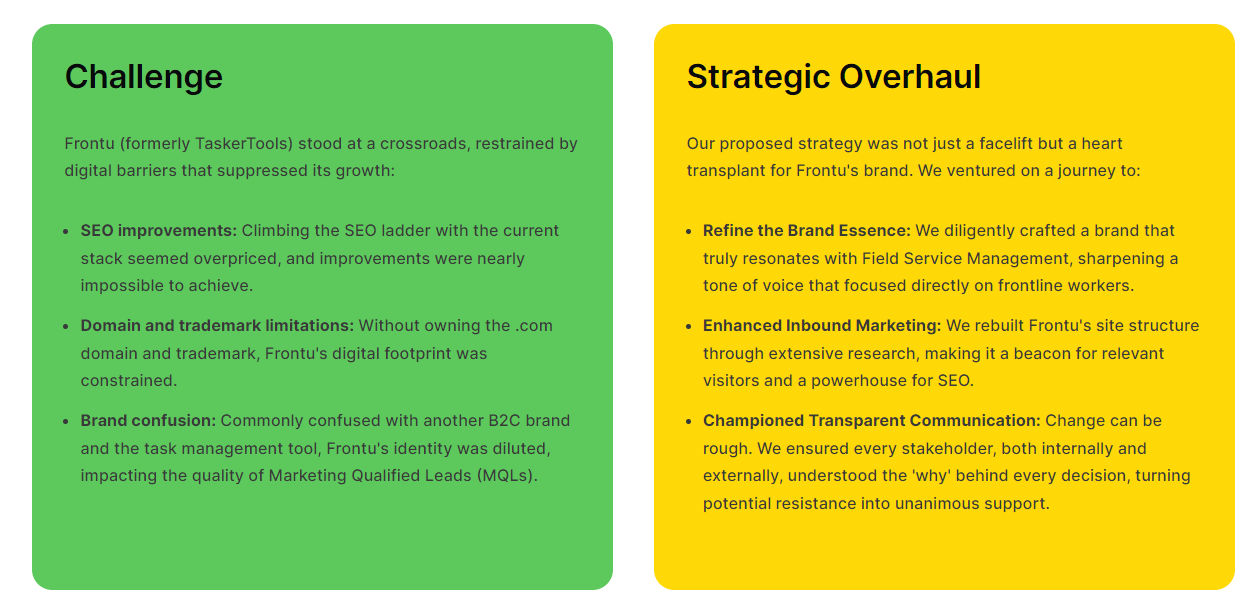 Challenge
Frontu (formerly TaskerTools) stood at a crossroads, restrained by
digital barriers that suppressed its growth:
• SEO improvements: Climbing the SEO ladder with the current
stack seemed overpriced, and improvements were nearly
impossible to achieve.
• Domain and trademark limitations: Without owning the .com
domain and trademark, Frontu's digital footprint was
constrained.
• Brand confusion: Commonly confused with another B2C brand
and the task management tool, Frontu's identity was diluted,
impacting the quality of Marketing Qualified Leads (MQLs).
Strategic Overhaul
Our proposed strategy was not just a facelift but a heart
transplant for Frontu's brand. We ventured on a journey to:
• Refine the Brand Essence: We diligently crafted a brand that
truly resonates with Field Service Management, sharpening a
tone of voice that focused directly on frontline workers.
• Enhanced Inbound Marketing: We rebuilt Frontu's site structure
through extensive research, making it a beacon for relevant
visitors and a powerhouse for SEO.
• Championed Transparent Communication: Change can be
rough. We ensured every stakeholder, both internally and
externally, understood the 'why' behind every decision, turning
potential resistance into unanimous support.